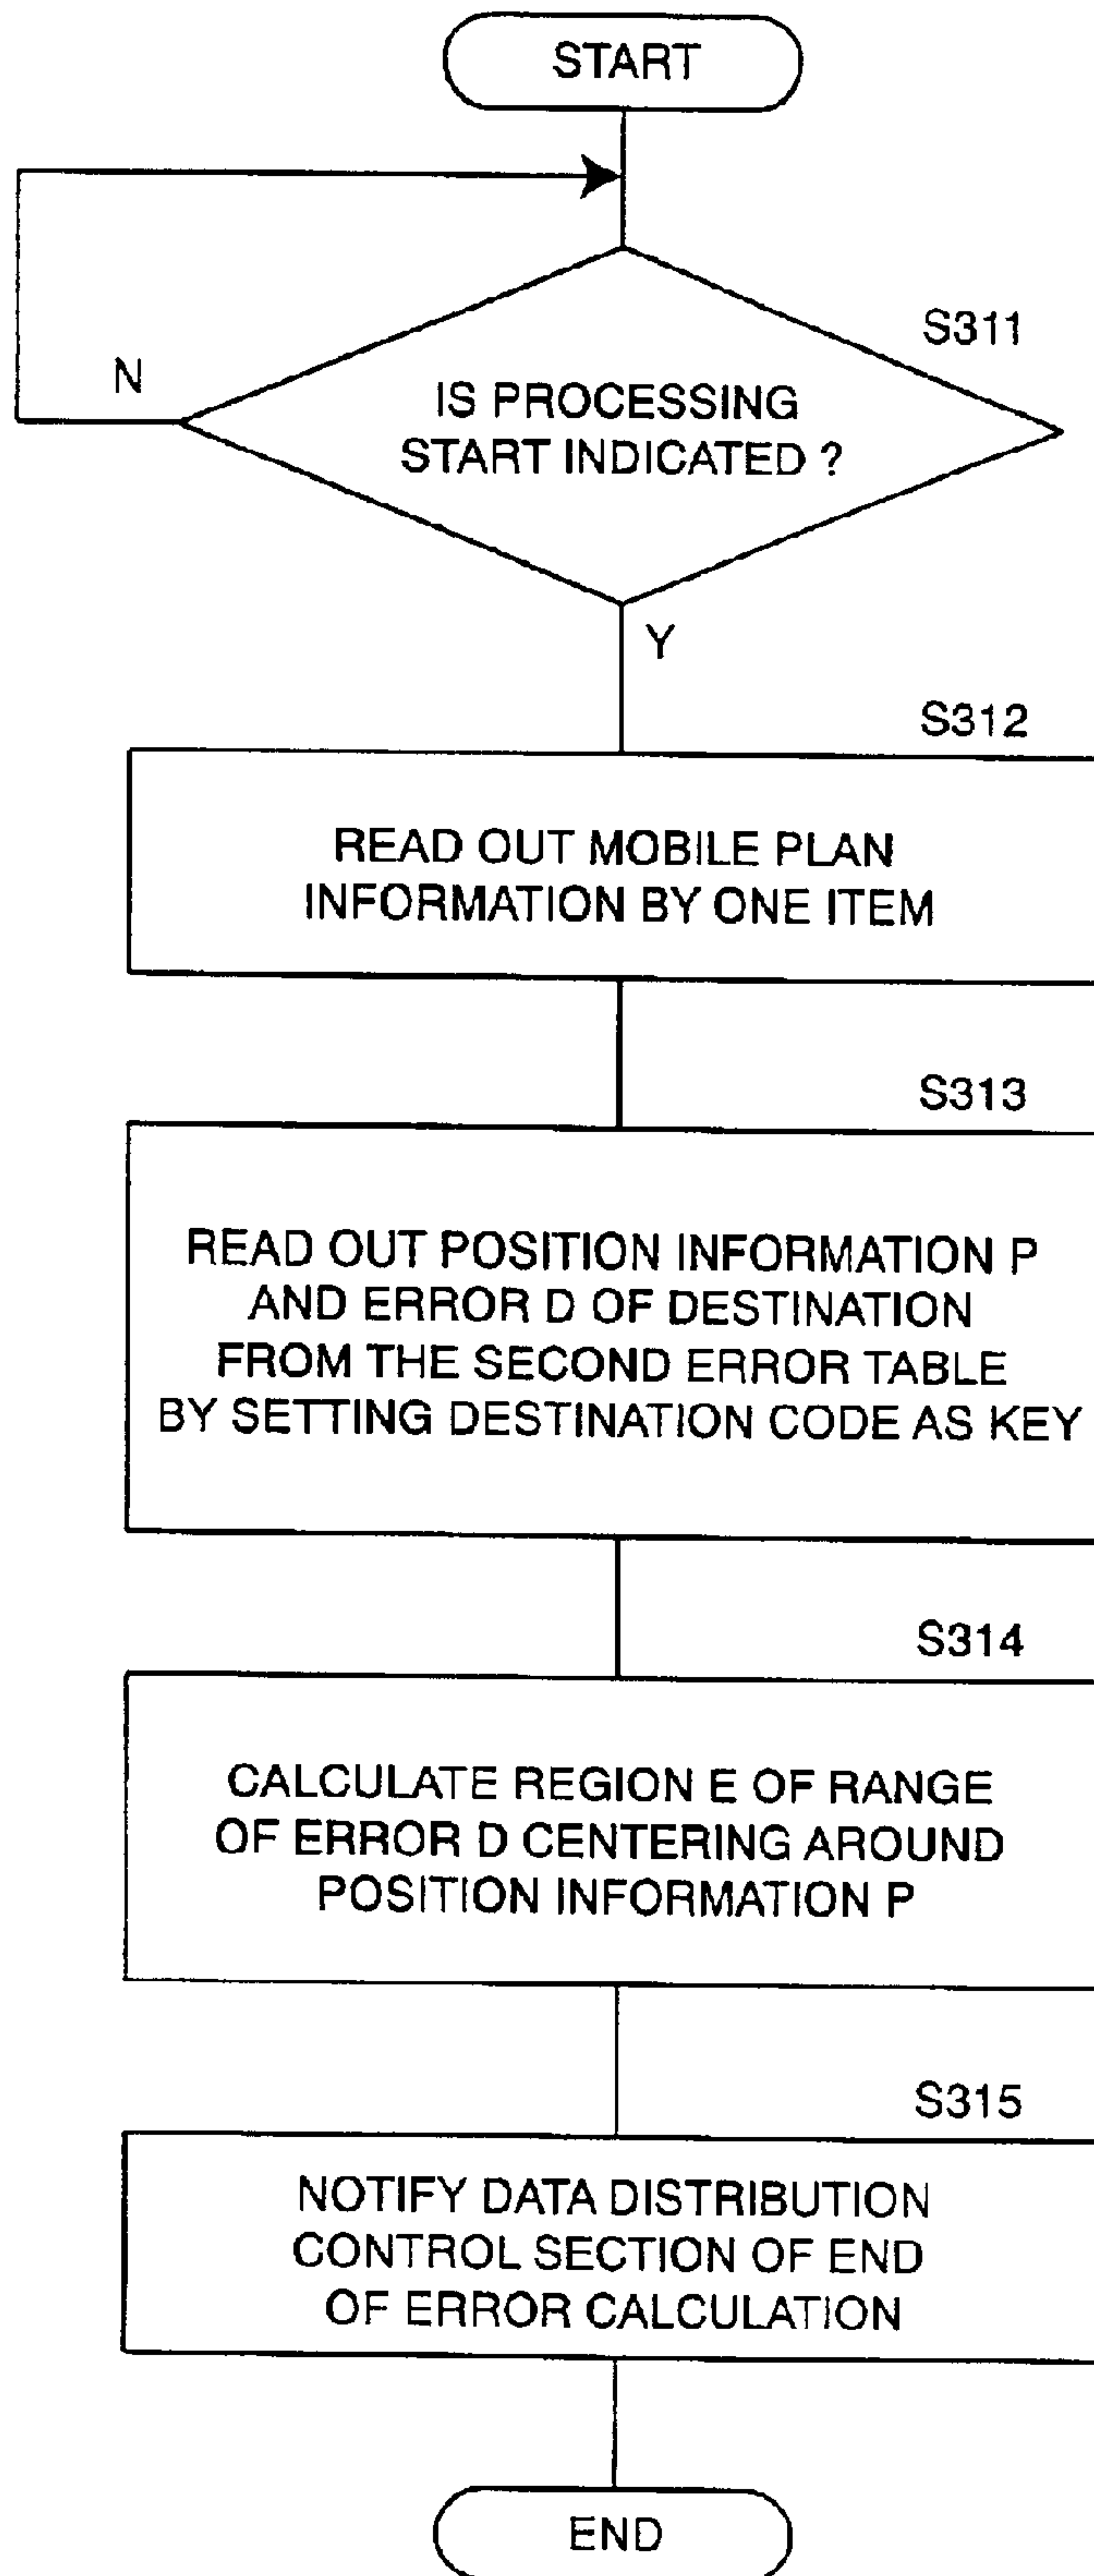 START
S311
N
IS PROCESSING
START INDICATED ?
Y
S312
READ OUT MOBILE PLAN
INFORMATION BY ONE ITEM
S313
READ OUT POSITION INFORMATION P
AND ERROR D OF DESTINATION
FROM THE SECOND ERROR TABLE
BY SETTING DESTINATION CODE AS KEY
S314
CALCULATE REGION E OF RANGE
OF ERROR D CENTERING AROUND
POSITION INFORMATION P
S315
NOTIFY DATA DISTRIBUTION
CONTROL SECTION OF END
OF ERROR CALCULATION
END